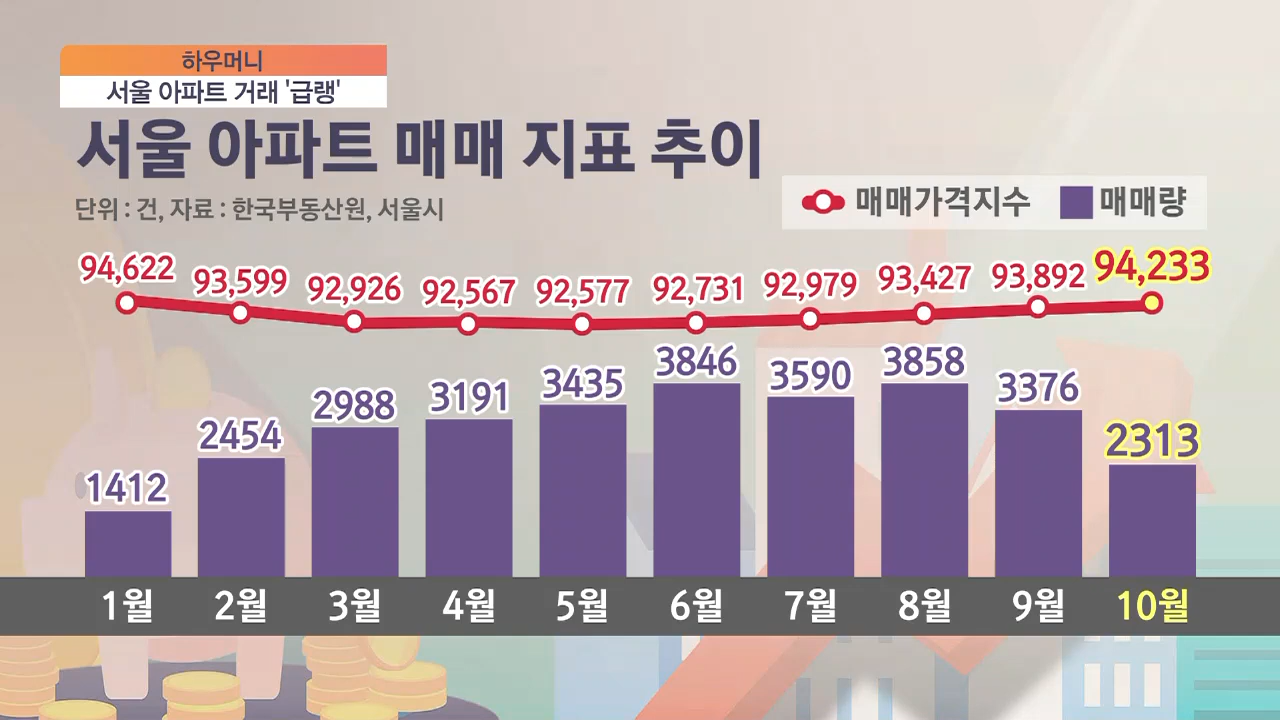 하우머니
서울 아파트 거래 '급랭'
서울 아파트 매매 지표 추이
단위 : 건, 자료 : 한국부동산원, 서울시
매매가격지수 매매량
94,622 93,599 92,926 92,567 92,577 92,731 92,979 93,427 93,892 94,233
1412 2454 2988 3191 3435 3846 3590 3858 3376 2313
1월 2월 3월 4월 5월 6월 7월 8월 9월 10월